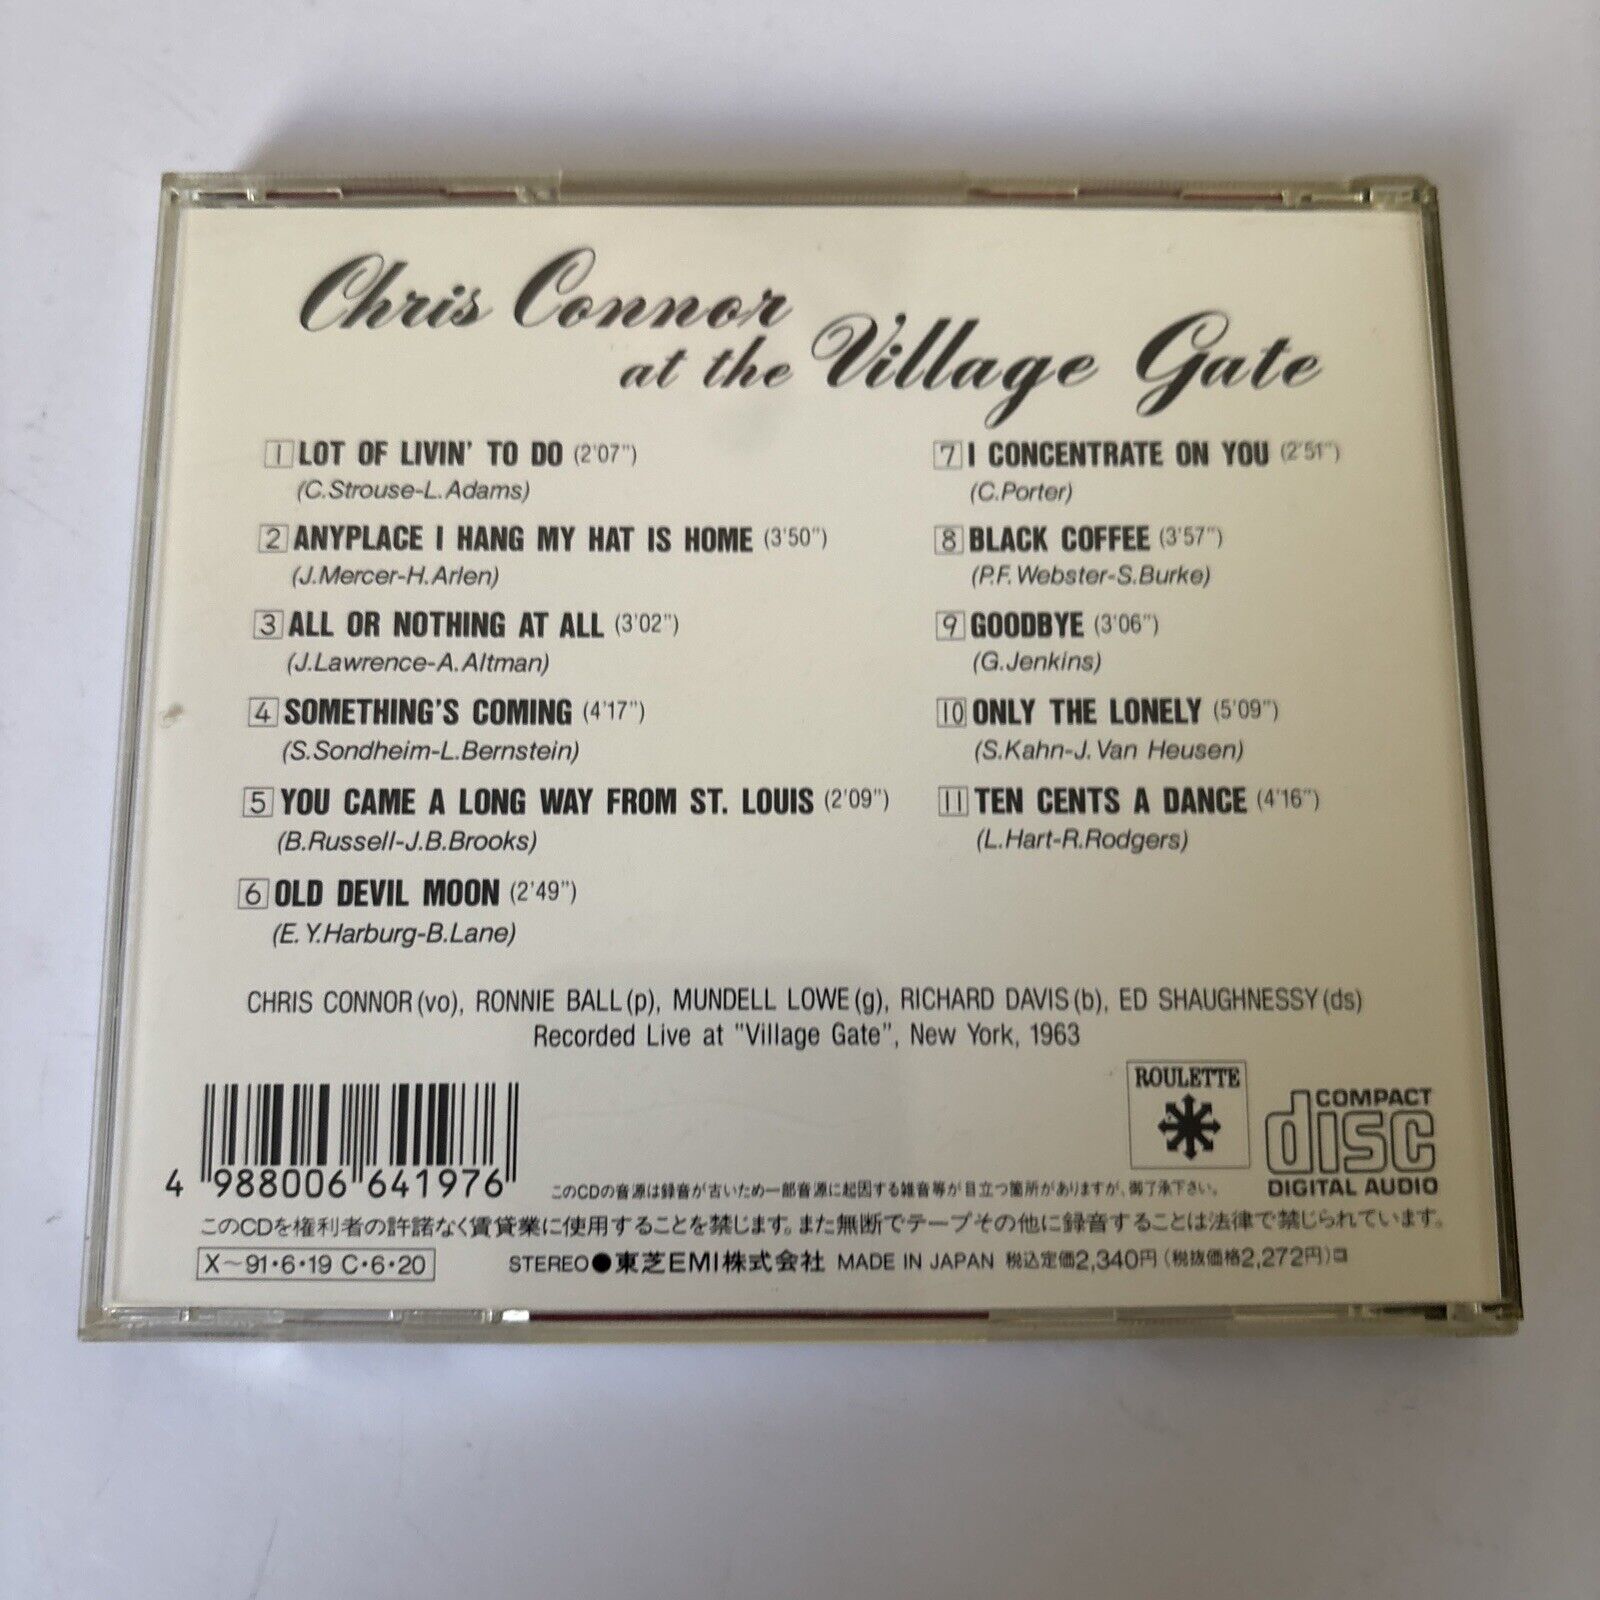 Chris Connor
at the Village Gate
1 LOT OF LIVIN' TO DO (2'07")
(C.Strouse-L.Adams)
2 ANYPLACE I HANG MY HAT IS HOME (3'50")
(J.Mercer-H.Arlen)
3 ALL OR NOTHING AT ALL (3'02")
(J.Lawrence-A.Altman)
4 SOMETHING'S COMING (4'17")
(S.Sondheim-L.Bernstein)
5 YOU CAME A LONG WAY FROM ST. LOUIS (2'09")
(B.Russell-J.B.Brooks)
6 OLD DEVIL MOON (2'49")
(E.Y.Harburg-B.Lane)
7 I CONCENTRATE ON YOU (2'51")
(C.Porter)
8 BLACK COFFEE (3'57")
(P.F.Webster-S.Burke)
9 GOODBYE (3'06")
(G.Jenkins)
10 ONLY THE LONELY (5'09")
(S.Kahn-J.Van Heusen)
11 TEN CENTS A DANCE (4'16")
(L.Hart-R.Rodgers)
CHRIS CONNOR(vo), RONNIE BALL(p), MUNDELL LOWE(g), RICHARD DAVIS(b), ED SHAUGHNESSY(ds)
Recorded Live at "Village Gate", New York, 1963
ROULETTE
COMPACT
disc
DIGITAL AUDIO
4 988006 641976
このCDの音源は録音が古いため一部音源に起因する雑音等が目立つ箇所がありますが、御了承下さい。
このCDを権利者の許諾なく賃貸業に使用することを禁じます。また無断でテープその他に録音することは法律で禁じられています。
X~91・6・19 C・6・20
STEREO●東芝EMI株式会社 MADE IN JAPAN 税込定価2,340円(税抜価格2,272円)ロ